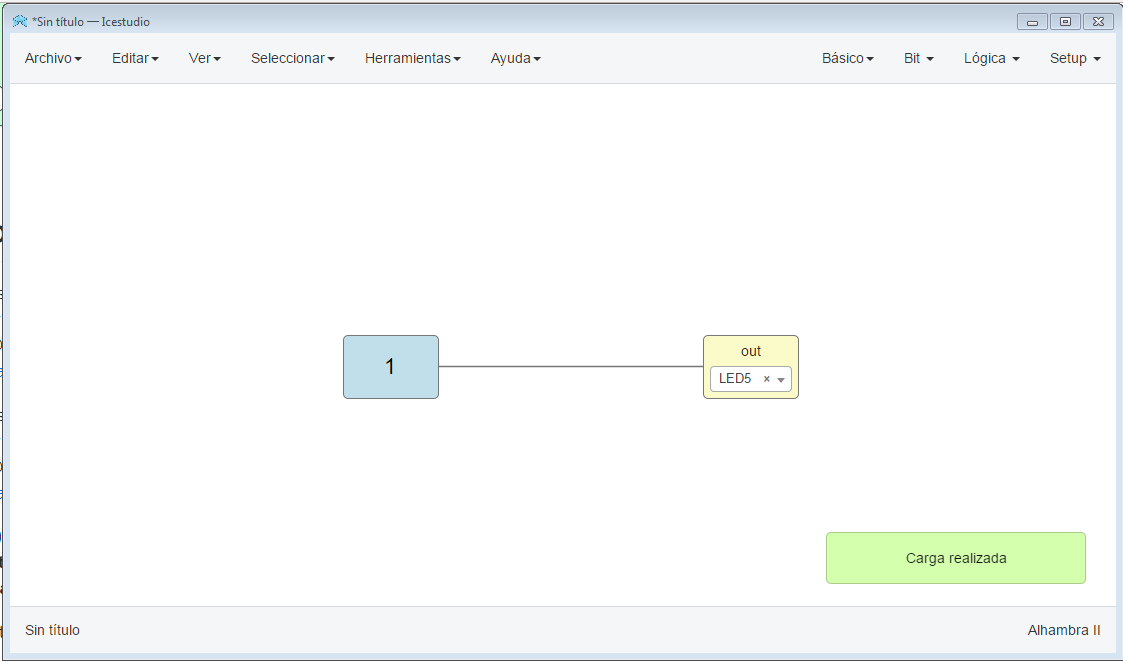 *Sin título — Icestudio
Archivo Editar Ver Seleccionar Herramientas Ayuda Básico Bit Lógica Setup
1
out
LED5 ×
Carga realizada
Sin título Alhambra II